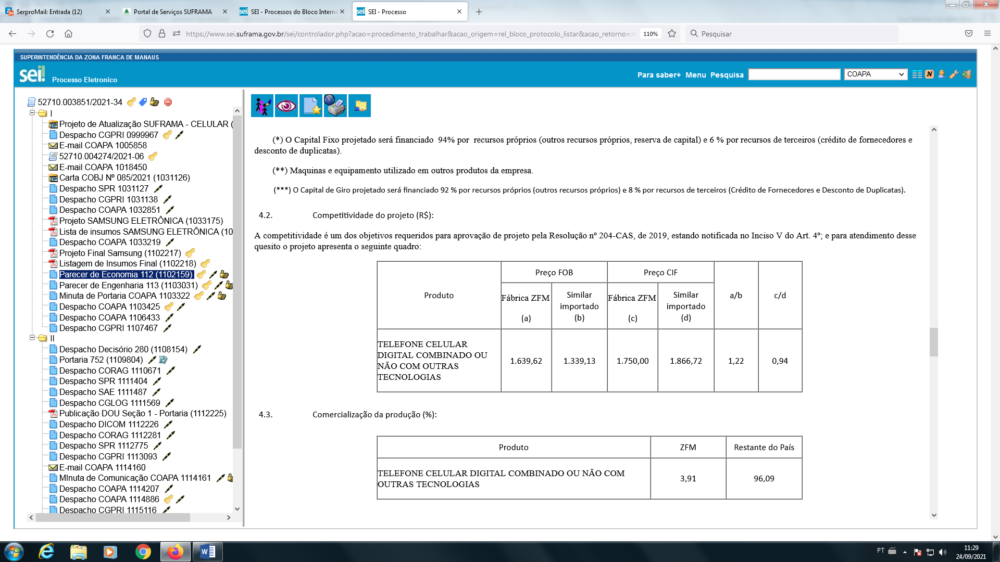 SerproMail: Entrada (12)
Portal de Serviços SUFRAMA
SEI - Processos do Bloco Interno
SEI - Processo
https://www.sei.suframa.gov.br/sei/controlador.php?acao=procedimento_trabalhar&acao_origem=rel_bloco_protocolo_listar&acao_retorno=re
110%
Pesquisar
SUPERINTENDÊNCIA DA ZONA FRANCA DE MANAUS
sei!
Processo Eletronico
Para saber+ Menu Pesquisa
COAPA
52710.003851/2021-34
I
Projeto de Atualização SUFRAMA - CELULAR (
Despacho CGPRI 0999967
E-mail COAPA 1005858
52710.004274/2021-06
E-mail COAPA 1018450
Carta COBJ Nº 085/2021 (1031126)
Despacho SPR 1031127
Despacho CGPRI 1031138
Despacho COAPA 1032851
Projeto SAMSUNG ELETRÔNICA (1033175)
Lista de insumos SAMSUNG ELETRÔNICA (10
Despacho COAPA 1033219
Projeto Final Samsung (1102217)
Listagem de Insumos Final (1102218)
Parecer de Economia 112 (1102159)
Parecer de Engenharia 113 (1103031)
Minuta de Portaria COAPA 1103322
Despacho COAPA 1103425
Despacho COAPA 1106433
Despacho CGPRI 1107467
II
Despacho Decisório 280 (1108154)
Portaria 752 (1109804)
Despacho CORAG 1110671
Despacho SPR 1111404
Despacho SAE 1111487
Despacho CGLOG 1111569
Publicação DOU Seção 1 - Portaria (1112225)
Despacho DICOM 1112226
Despacho CORAG 1112281
Despacho SPR 1112775
Despacho CGPRI 1113093
E-mail COAPA 1114160
MInuta de Comunicação COAPA 1114161
Despacho COAPA 1114207
Despacho COAPA 1114886
Despacho CGPRI 1115116
(*) O Capital Fixo projetado será financiado 94% por recursos próprios (outros recursos próprios, reserva de capital) e 6 % por recursos de terceiros (crédito de fornecedores e
desconto de duplicatas).
(**) Maquinas e equipamento utilizado em outros produtos da empresa.
(***) O Capital de Giro projetado será financiado 92 % por recursos próprios (outros recursos próprios) e 8 % por recursos de terceiros (Crédito de Fornecedores e Desconto de Duplicatas).
4.2. Competitividade do projeto (R$):
A competitividade é um dos objetivos requeridos para aprovação de projeto pela Resolução nº 204-CAS, de 2019, estando notificada no Inciso V do Art. 4º; e para atendimento desse
quesito o projeto apresenta o seguinte quadro:
Produto
Preço FOB
Preço CIF
a/b
c/d
Fábrica ZFM
(a)
Similar
importado
(b)
Fábrica ZFM
(c)
Similar
importado
(d)
TELEFONE CELULAR
DIGITAL COMBINADO OU
NÃO COM OUTRAS
TECNOLOGIAS
1.639,62
1.339,13
1.750,00
1.866,72
1,22
0,94
4.3. Comercialização da produção (%):
Produto
ZFM
Restante do País
TELEFONE CELULAR DIGITAL COMBINADO OU NÃO COM
OUTRAS TECNOLOGIAS
3,91
96,09
PT
11:29
24/09/2021